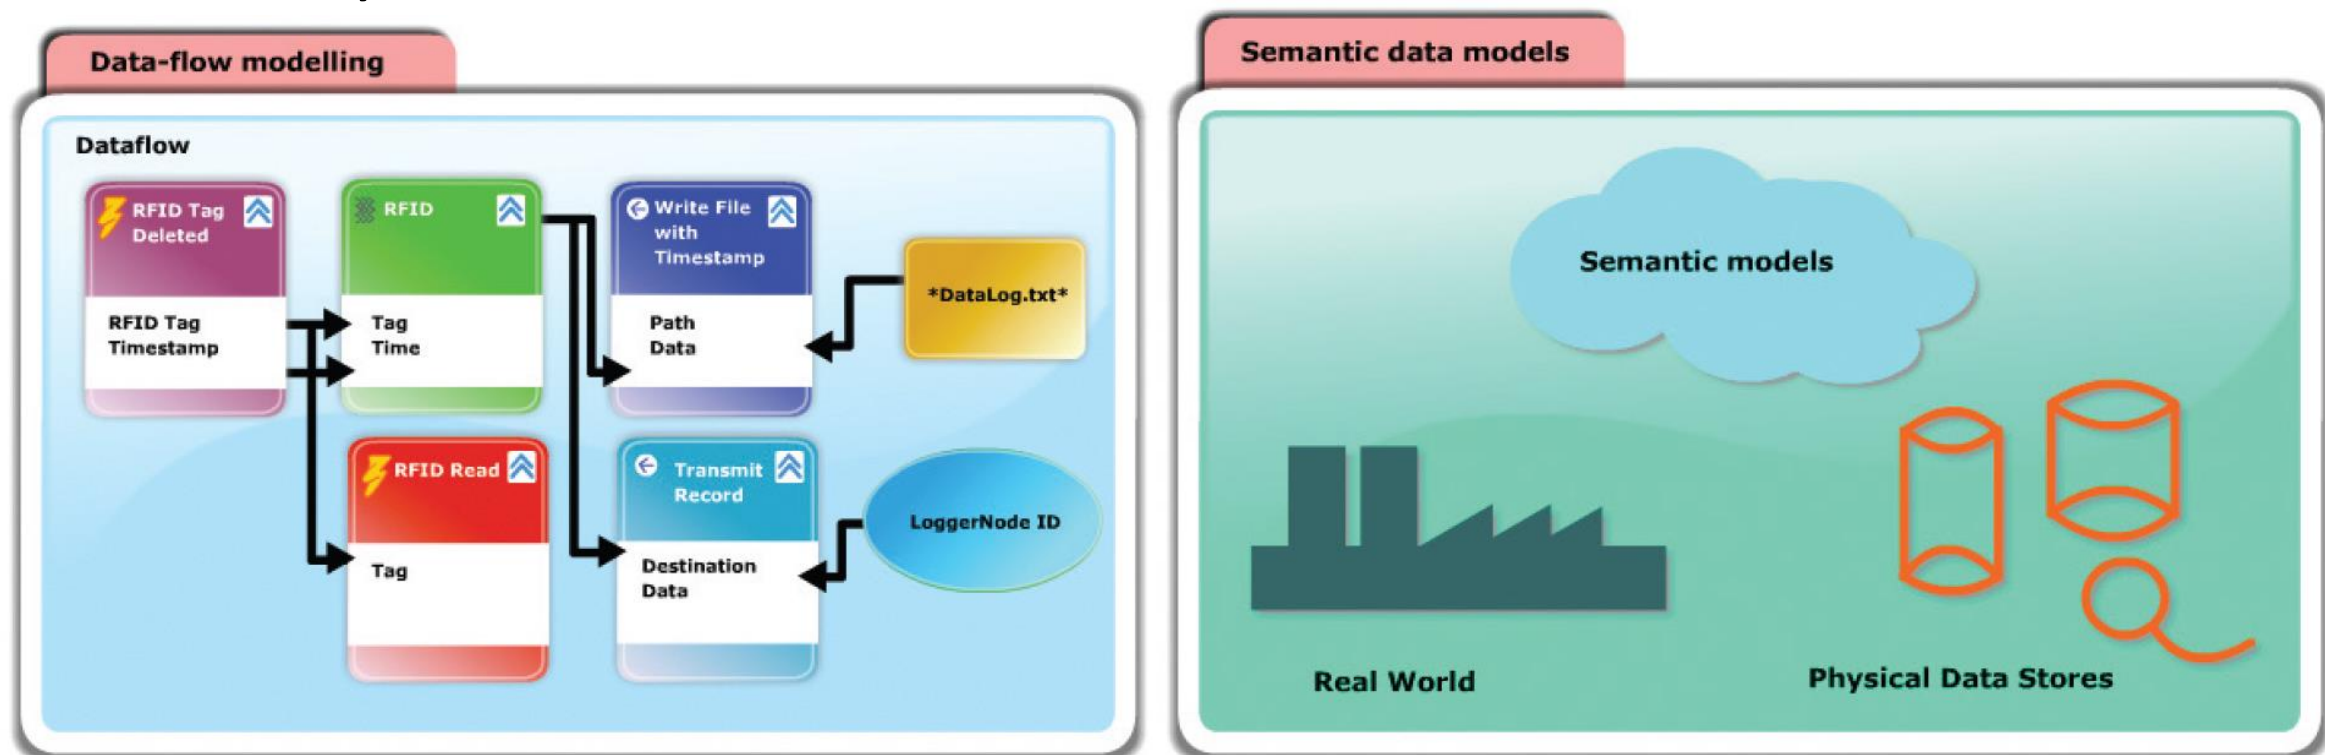 Data-flow modelling
Dataflow
RFID Tag
Deleted
RFID Tag
Timestamp
RFID
Tag
Time
Write File
with
Timestamp
Path
Data
*DataLog.txt*
RFID Read
Tag
Transmit
Record
Destination
Data
LoggerNode ID
Semantic data models
Semantic models
Real World
Physical Data Stores